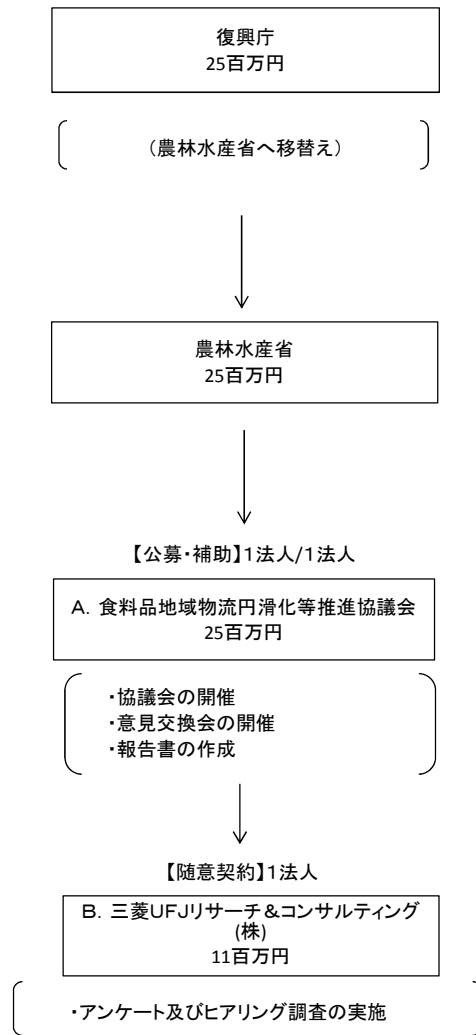 復興庁
25百万円
（農林水産省へ移替え）
農林水産省
25百万円
【公募・補助】1法人/1法人
A．食料品地域物流円滑化等推進協議会
25百万円
・協議会の開催
・意見交換会の開催
・報告書の作成
【随意契約】1法人
B．三菱UFJリサーチ＆コンサルティング
(株)
11百万円
・アンケート及びヒアリング調査の実施